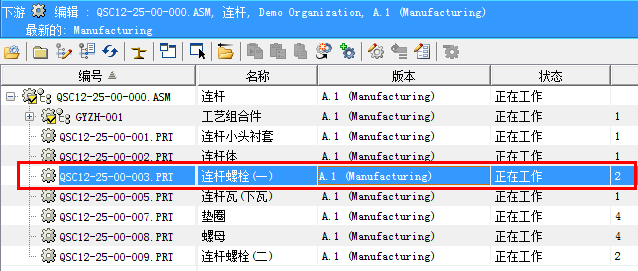 下游 编辑 : QSC12-25-00-000.ASM, 连杆, Demo Organization, A.1 (Manufacturing)
最新的: A.1 (Manufacturing)
编号 名称 版本 状态
QSC12-25-00-000.ASM 连杆 A.1 (Manufacturing) 正在工作
GYZH-001 工艺组合件 A.1 (Manufacturing) 正在工作 1
QSC12-25-00-001.PRT 连杆小头衬套 A.1 (Manufacturing) 正在工作 1
QSC12-25-00-002.PRT 连杆体 A.1 (Manufacturing) 正在工作 1
QSC12-25-00-003.PRT 连杆螺栓(一) A.1 (Manufacturing) 正在工作 2
QSC12-25-00-005.PRT 连杆瓦(下瓦) A.1 (Manufacturing) 正在工作 1
QSC12-25-00-007.PRT 垫圈 A.1 (Manufacturing) 正在工作 4
QSC12-25-00-008.PRT 螺母 A.1 (Manufacturing) 正在工作 4
QSC12-25-00-009.PRT 连杆螺栓(二) A.1 (Manufacturing) 正在工作 2